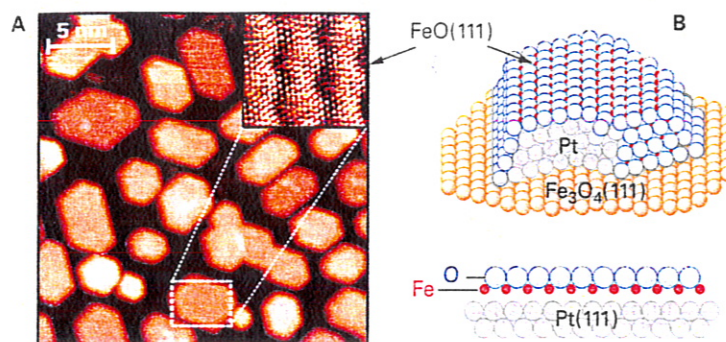 A
5 nm
FeO(111)
B
Pt
Fe₃O₄(111)
O
Fe
Pt(111)